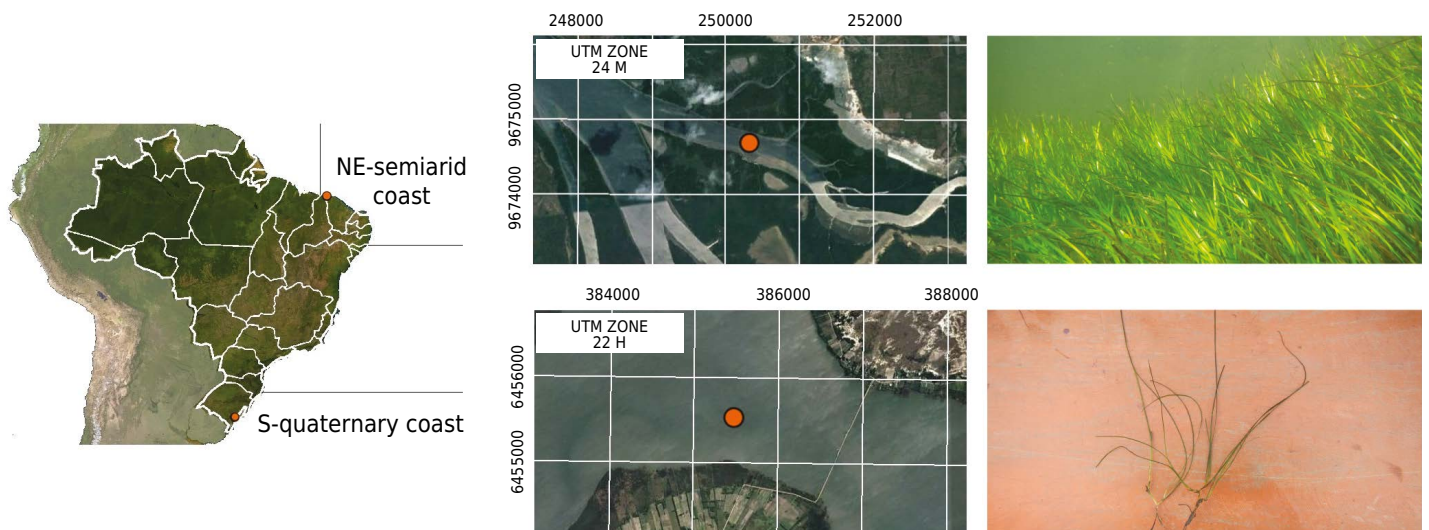 NE-semiarid
coast
S-quaternary coast
248000 250000 252000
UTM ZONE
24 M
9675000
9674000
384000 386000 388000
UTM ZONE
22 H
6456000
6455000